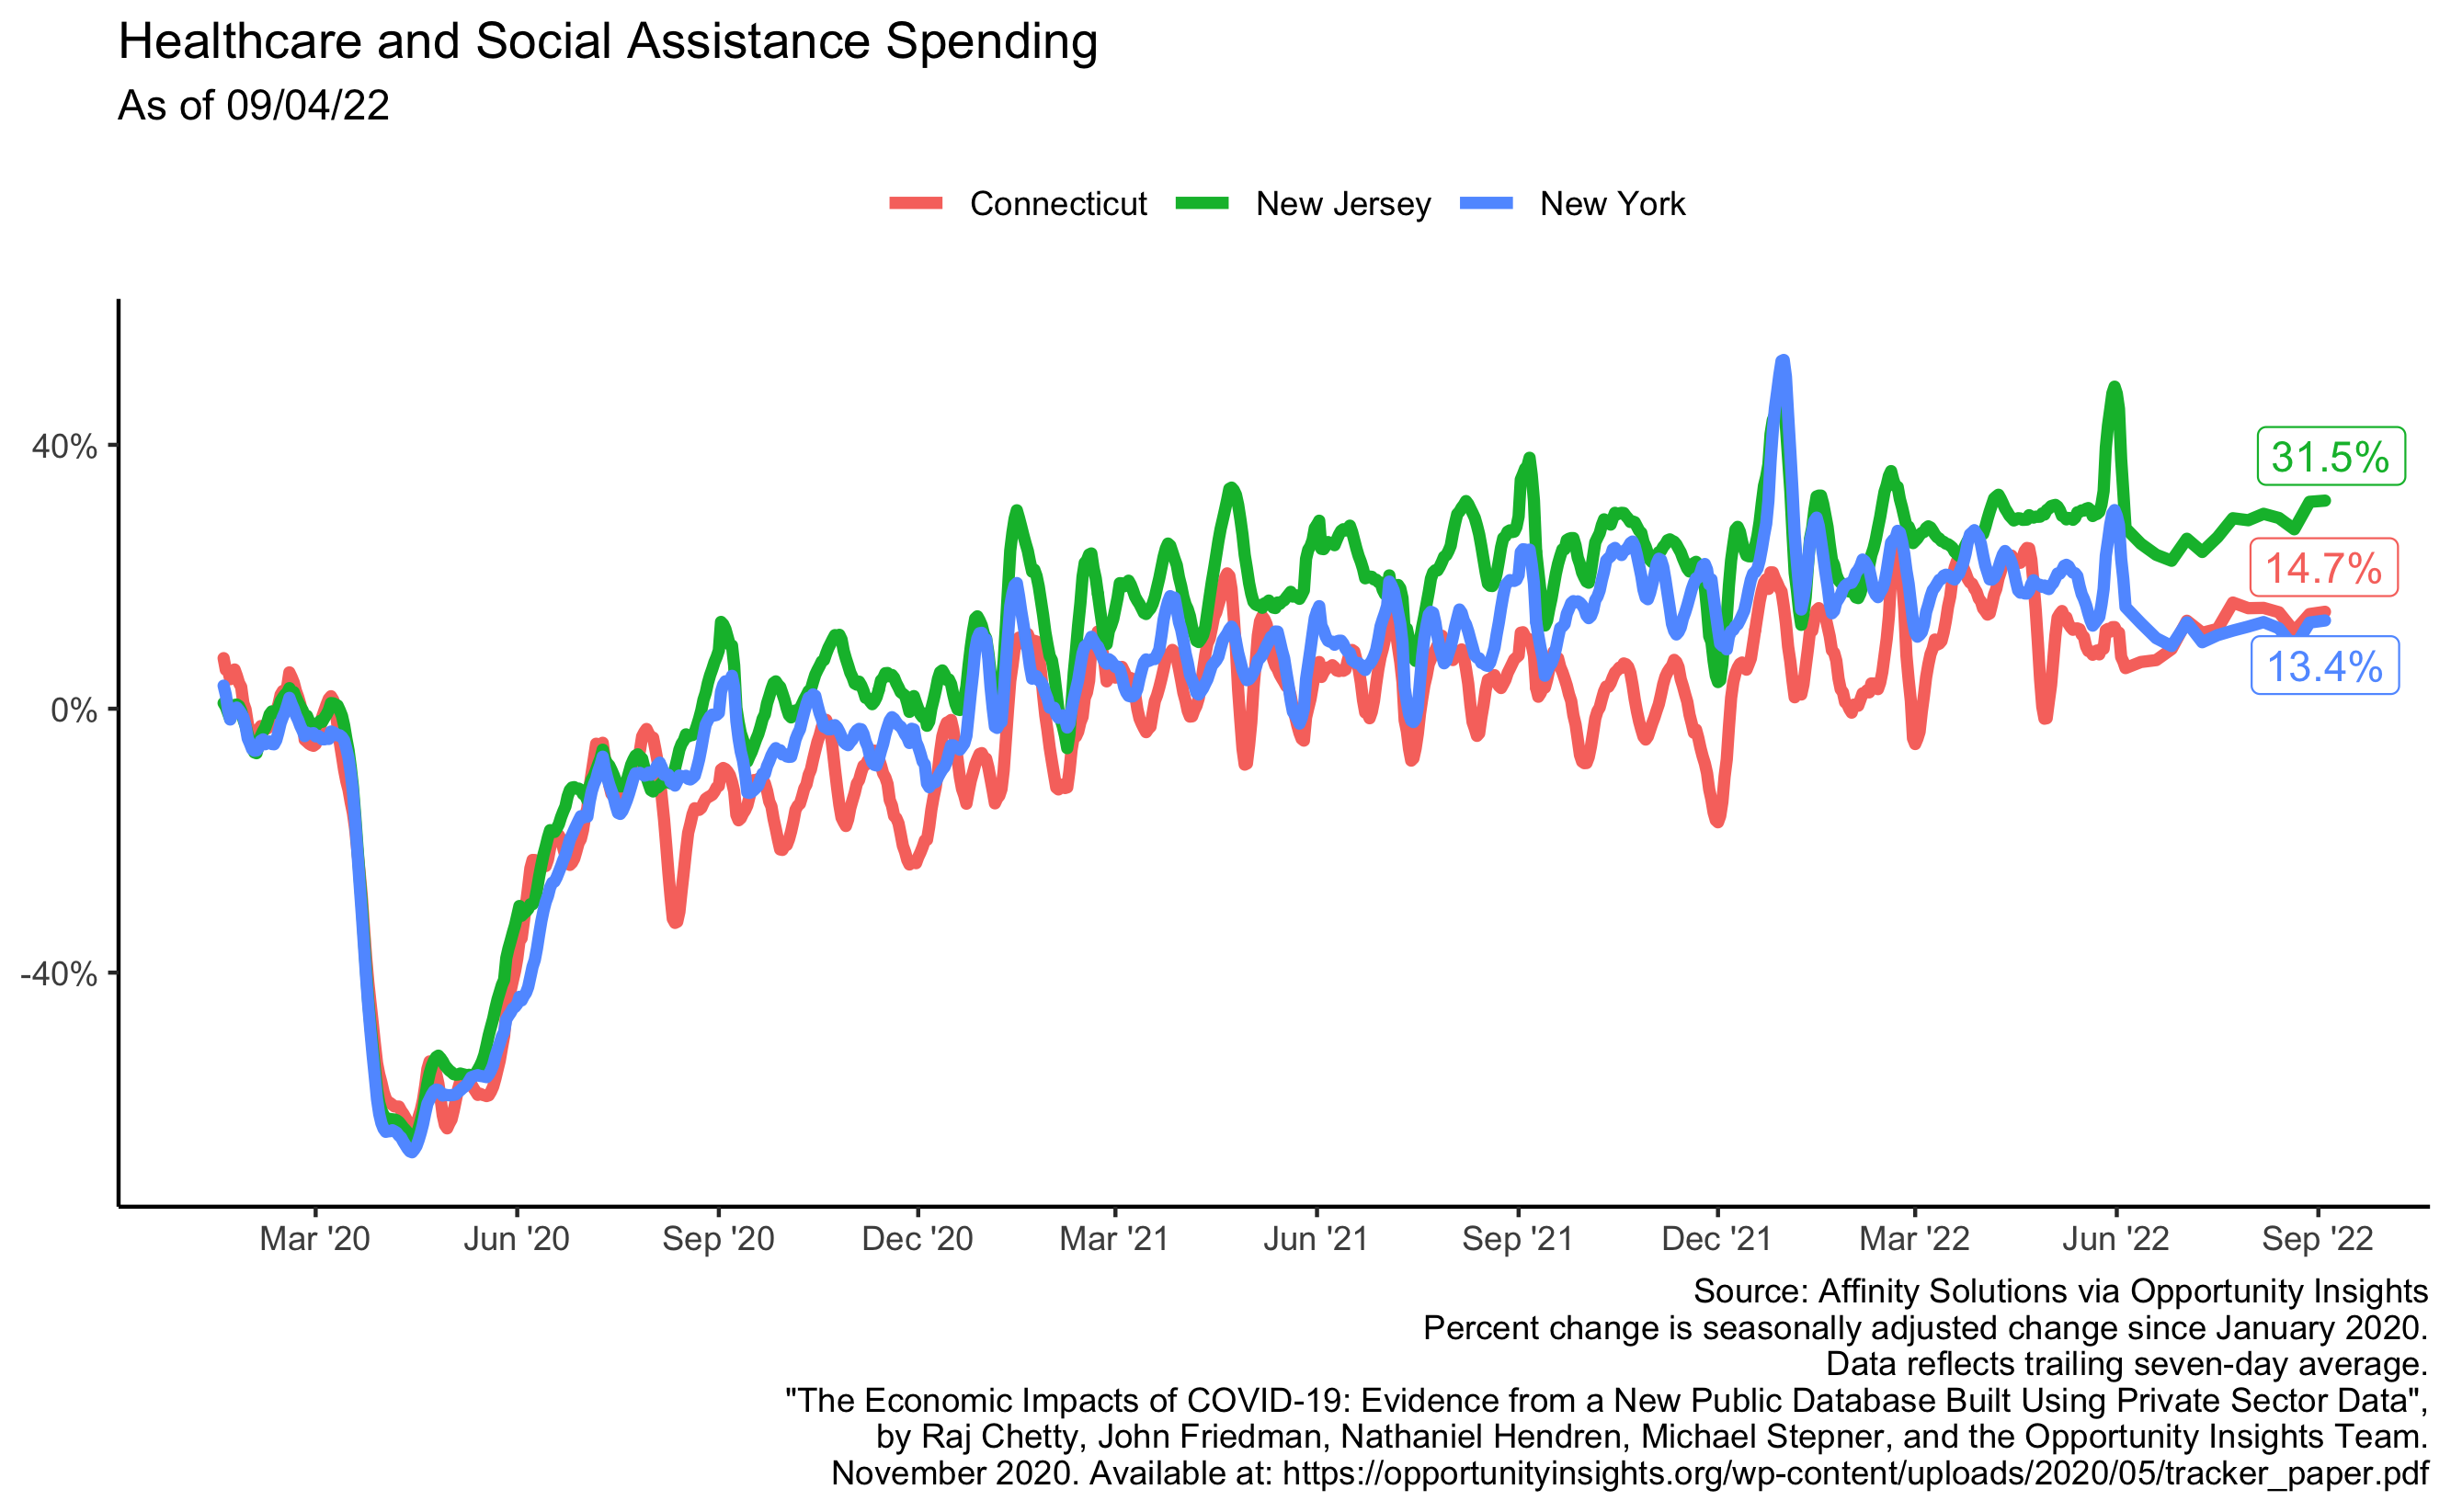 Healthcare and Social Assistance Spending
As of 09/04/22
Connecticut New Jersey New York
40%
0%
-40%
31.5%
14.7%
13.4%
Mar '20 Jun '20 Sep '20 Dec '20 Mar '21 Jun '21 Sep '21 Dec '21 Mar '22 Jun '22 Sep '22
Source: Affinity Solutions via Opportunity Insights
Percent change is seasonally adjusted change since January 2020.
Data reflects trailing seven-day average.
"The Economic Impacts of COVID-19: Evidence from a New Public Database Built Using Private Sector Data",
by Raj Chetty, John Friedman, Nathaniel Hendren, Michael Stepner, and the Opportunity Insights Team.
November 2020. Available at: https://opportunityinsights.org/wp-content/uploads/2020/05/tracker_paper.pdf